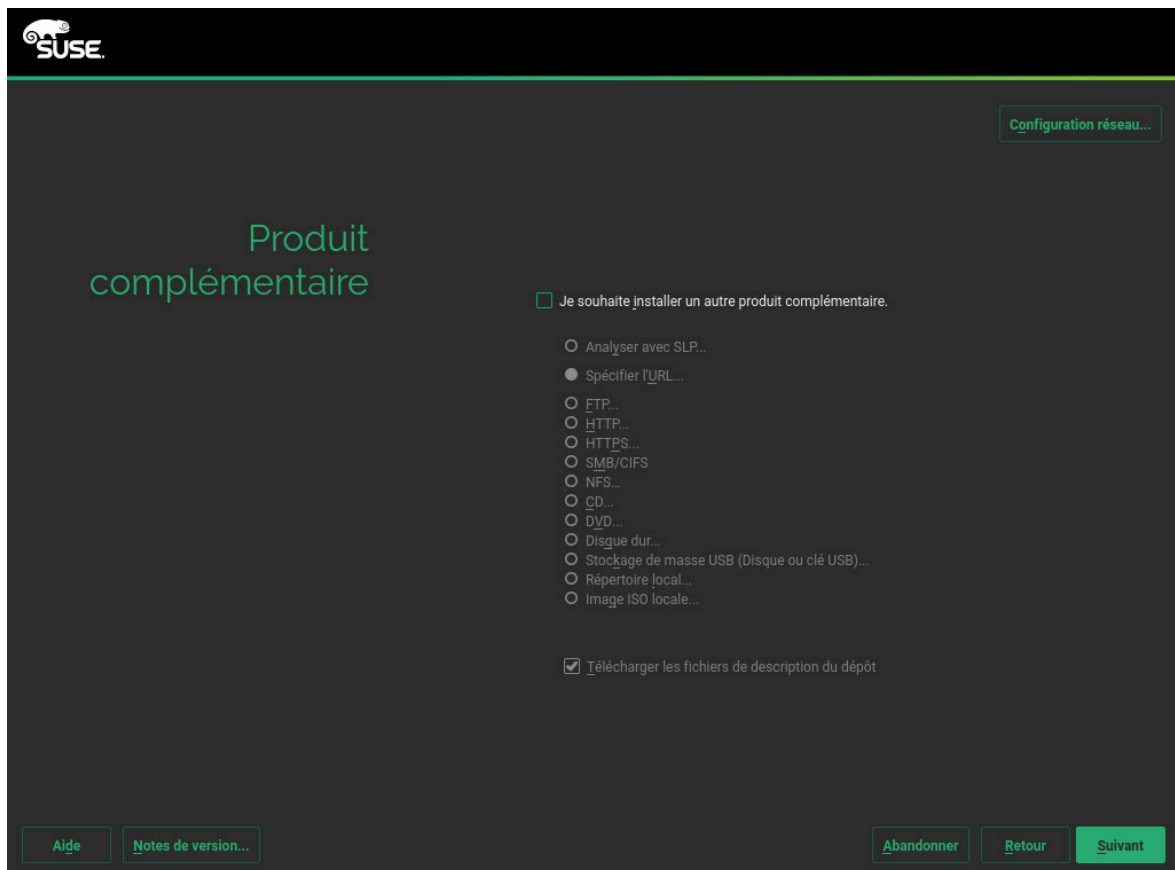 SUSE.
Configuration réseau...
Produit
complémentaire
Je souhaite installer un autre produit complémentaire.
Analyser avec SLP...
Spécifier l'URL...
FTP...
HTTP...
HTTPS...
SMB/CIFS
NFS...
CD...
DVD...
Disque dur...
Stockage de masse USB (Disque ou clé USB)...
Répertoire local...
Image ISO locale...
Télécharger les fichiers de description du dépôt
Aide
Notes de version...
Abandonner
Retour
Suivant